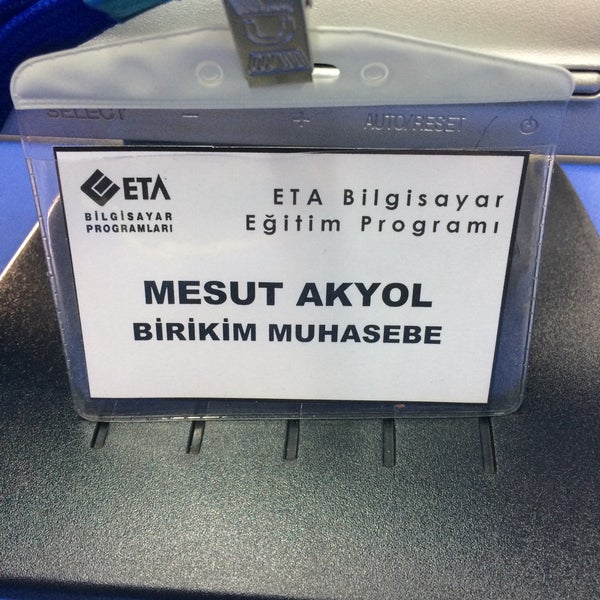 SELECT − + AUTO/RESET
ETA
BİLGİSAYAR
PROGRAMLARI
ETA Bilgisayar
Eğitim Programı
MESUT AKYOL
BİRİKİM MUHASEBE